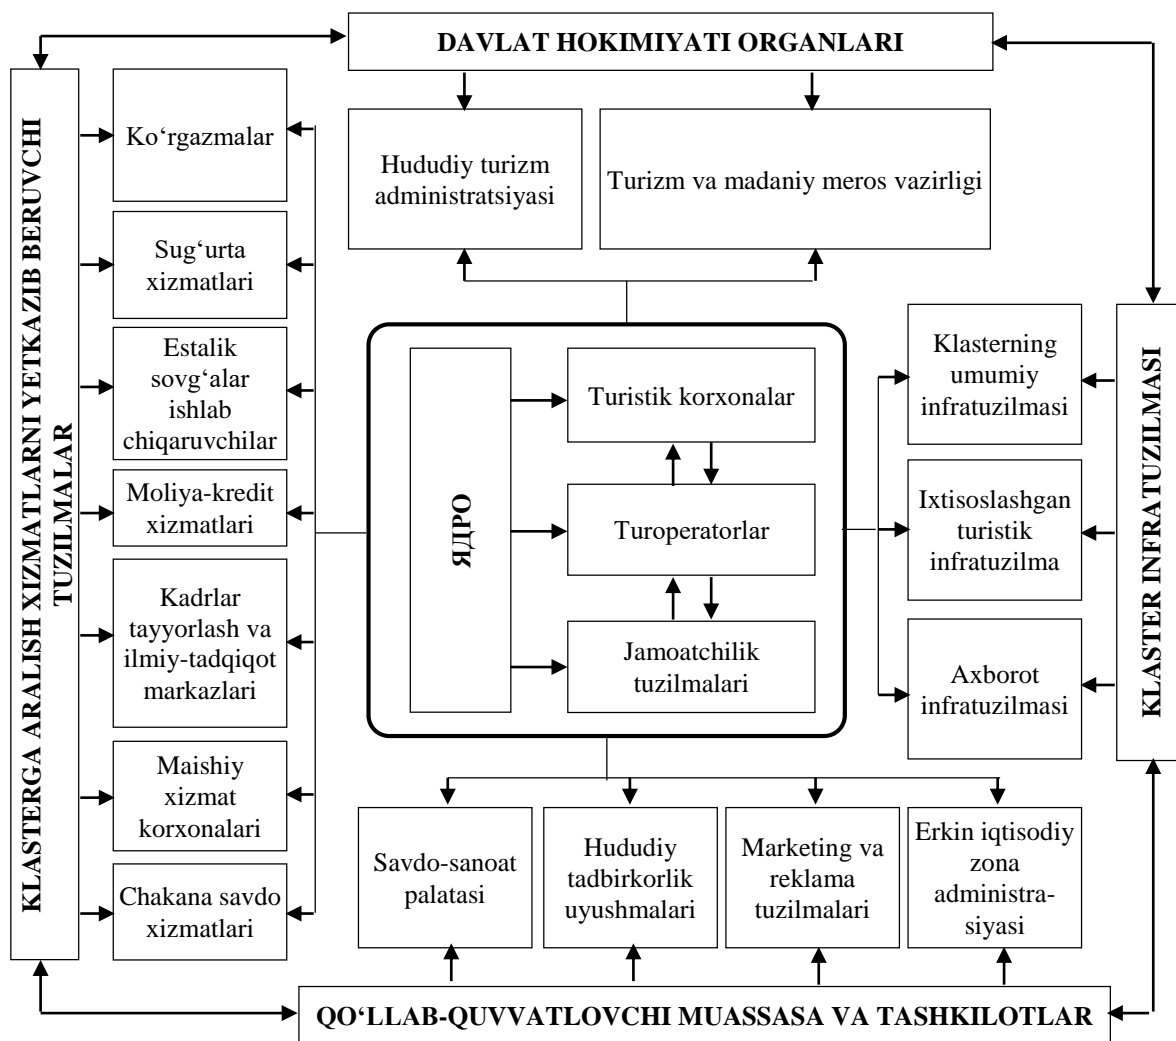 DAVLAT HOKIMIYATI ORGANLARI
KLASTERGA ARALISH XIZMATLARNI YETKAZIB BERUVCHI
TUZILMALAR
Ko‘rgazmalar
Sug‘urta
xizmatlari
Estalik
sovg‘alar
ishlab
chiqaruvchilar
Moliya-kredit
xizmatlari
Kadrlar
tayyorlash va
ilmiy-tadqiqot
markazlari
Maishiy
xizmat
korxonalari
Chakana savdo
xizmatlari
Hududiy turizm
administratsiyasi
Turizm va madaniy meros vazirligi
ЯДРО
Turistik korxonalar
Turoperatorlar
Jamoatchilik
tuzilmalari
Klasterning
umumiy
infratuzilmasi
Ixtisoslashgan
turistik
infratuzilma
Axborot
infratuzilmasi
KLASTER INFRATUZILMASI
Savdo-sanoat
palatasi
Hududiy
tadbirkorlik
uyushmalari
Marketing va
reklama
tuzilmalari
Erkin iqtisodiy
zona
administra-
siyasi
QO‘LLAB-QUVVATLOVCHI MUASSASA VA TASHKILOTLAR